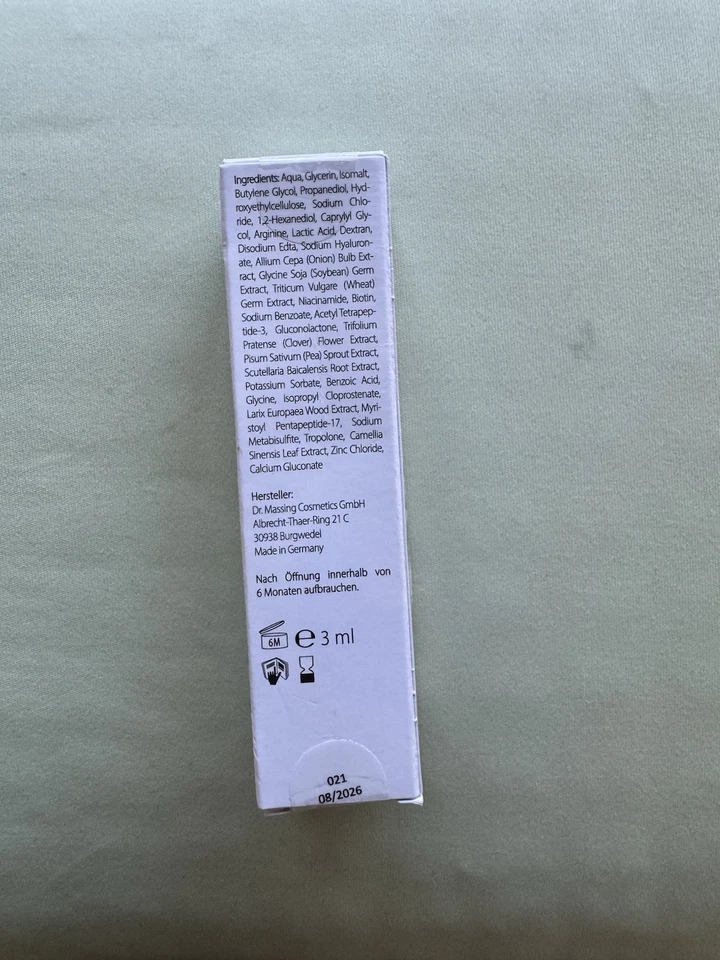 Ingredients: Aqua, Glycerin, Isomalt,
Butylene Glycol, Propanediol, Hyd-
roxyethylcellulose, Sodium Chlo-
ride, 1,2-Hexanediol, Caprylyl Gly-
col, Arginine, Lactic Acid, Dextran,
Disodium Edta, Sodium Hyaluron-
ate, Allium Cepa (Onion) Bulb Ext-
ract, Glycine Soja (Soybean) Germ
Extract, Triticum Vulgare (Wheat)
Germ Extract, Niacinamide, Biotin,
Sodium Benzoate, Acetyl Tetrapep-
tide-3, Gluconolactone, Trifolium
Pratense (Clover) Flower Extract,
Pisum Sativum (Pea) Sprout Extract,
Scutellaria Baicalensis Root Extract,
Potassium Sorbate, Benzoic Acid,
Glycine, Isopropyl Cloprostenate,
Larix Europaea Wood Extract, Myri-
stoyl Pentapeptide-17, Sodium
Metabisulfite, Tropolone, Camellia
Sinensis Leaf Extract, Zinc Chloride,
Calcium Gluconate
Hersteller:
Dr. Massing Cosmetics GmbH
Albrecht-Thaer-Ring 21 C
30938 Burgwedel
Made in Germany
Nach Öffnung innerhalb von
6 Monaten aufbrauchen.
6M ℮ 3 ml
021
08/2026